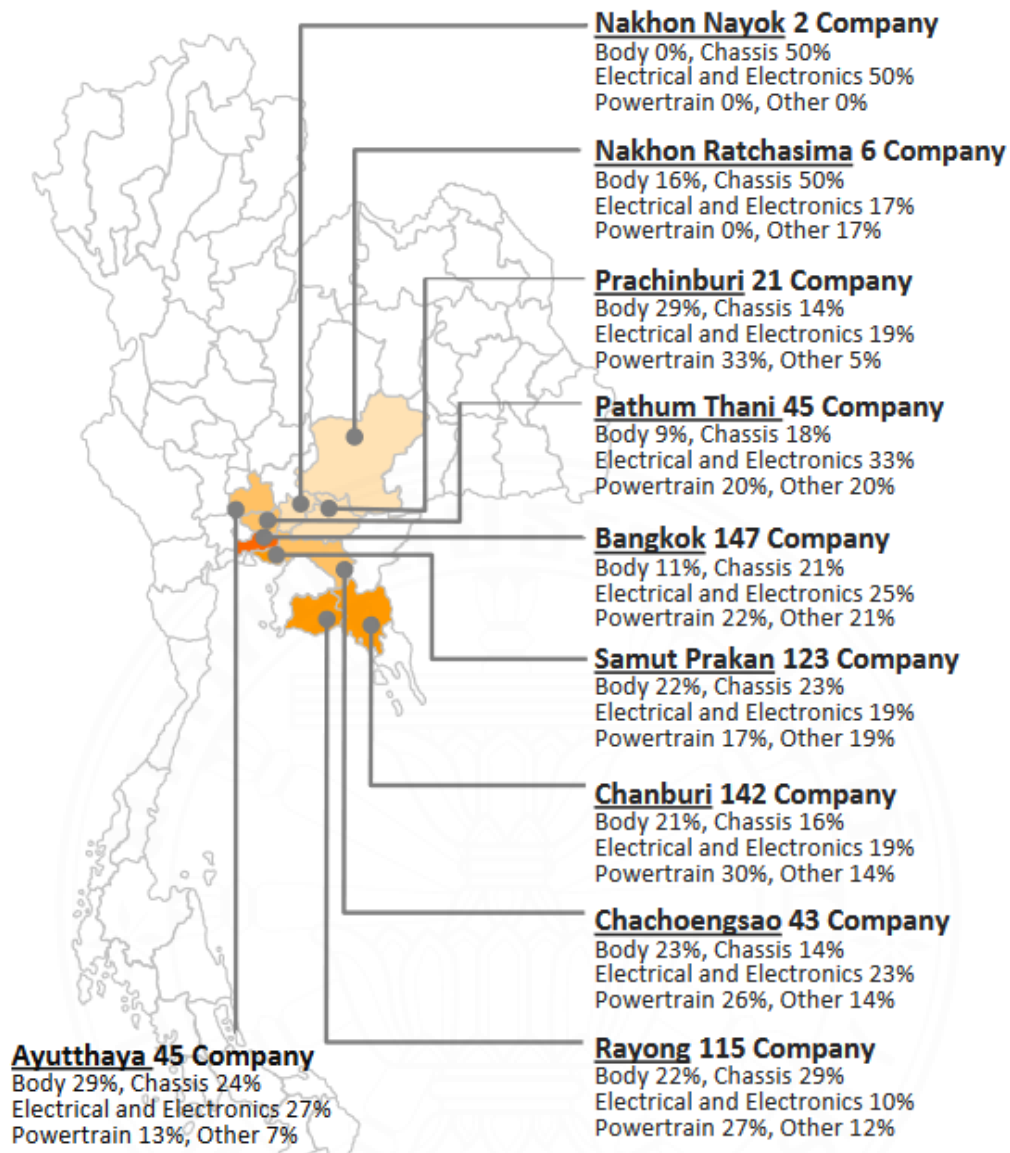 Nakhon Nayok 2 Company
Body 0%, Chassis 50%
Electrical and Electronics 50%
Powertrain 0%, Other 0%
Nakhon Ratchasima 6 Company
Body 16%, Chassis 50%
Electrical and Electronics 17%
Powertrain 0%, Other 17%
Prachinburi 21 Company
Body 29%, Chassis 14%
Electrical and Electronics 19%
Powertrain 33%, Other 5%
Pathum Thani 45 Company
Body 9%, Chassis 18%
Electrical and Electronics 33%
Powertrain 20%, Other 20%
Bangkok 147 Company
Body 11%, Chassis 21%
Electrical and Electronics 25%
Powertrain 22%, Other 21%
Samut Prakan 123 Company
Body 22%, Chassis 23%
Electrical and Electronics 19%
Powertrain 17%, Other 19%
Chanburi 142 Company
Body 21%, Chassis 16%
Electrical and Electronics 19%
Powertrain 30%, Other 14%
Chachoengsao 43 Company
Body 23%, Chassis 14%
Electrical and Electronics 23%
Powertrain 26%, Other 14%
Rayong 115 Company
Body 22%, Chassis 29%
Electrical and Electronics 10%
Powertrain 27%, Other 12%
Ayutthaya 45 Company
Body 29%, Chassis 24%
Electrical and Electronics 27%
Powertrain 13%, Other 7%